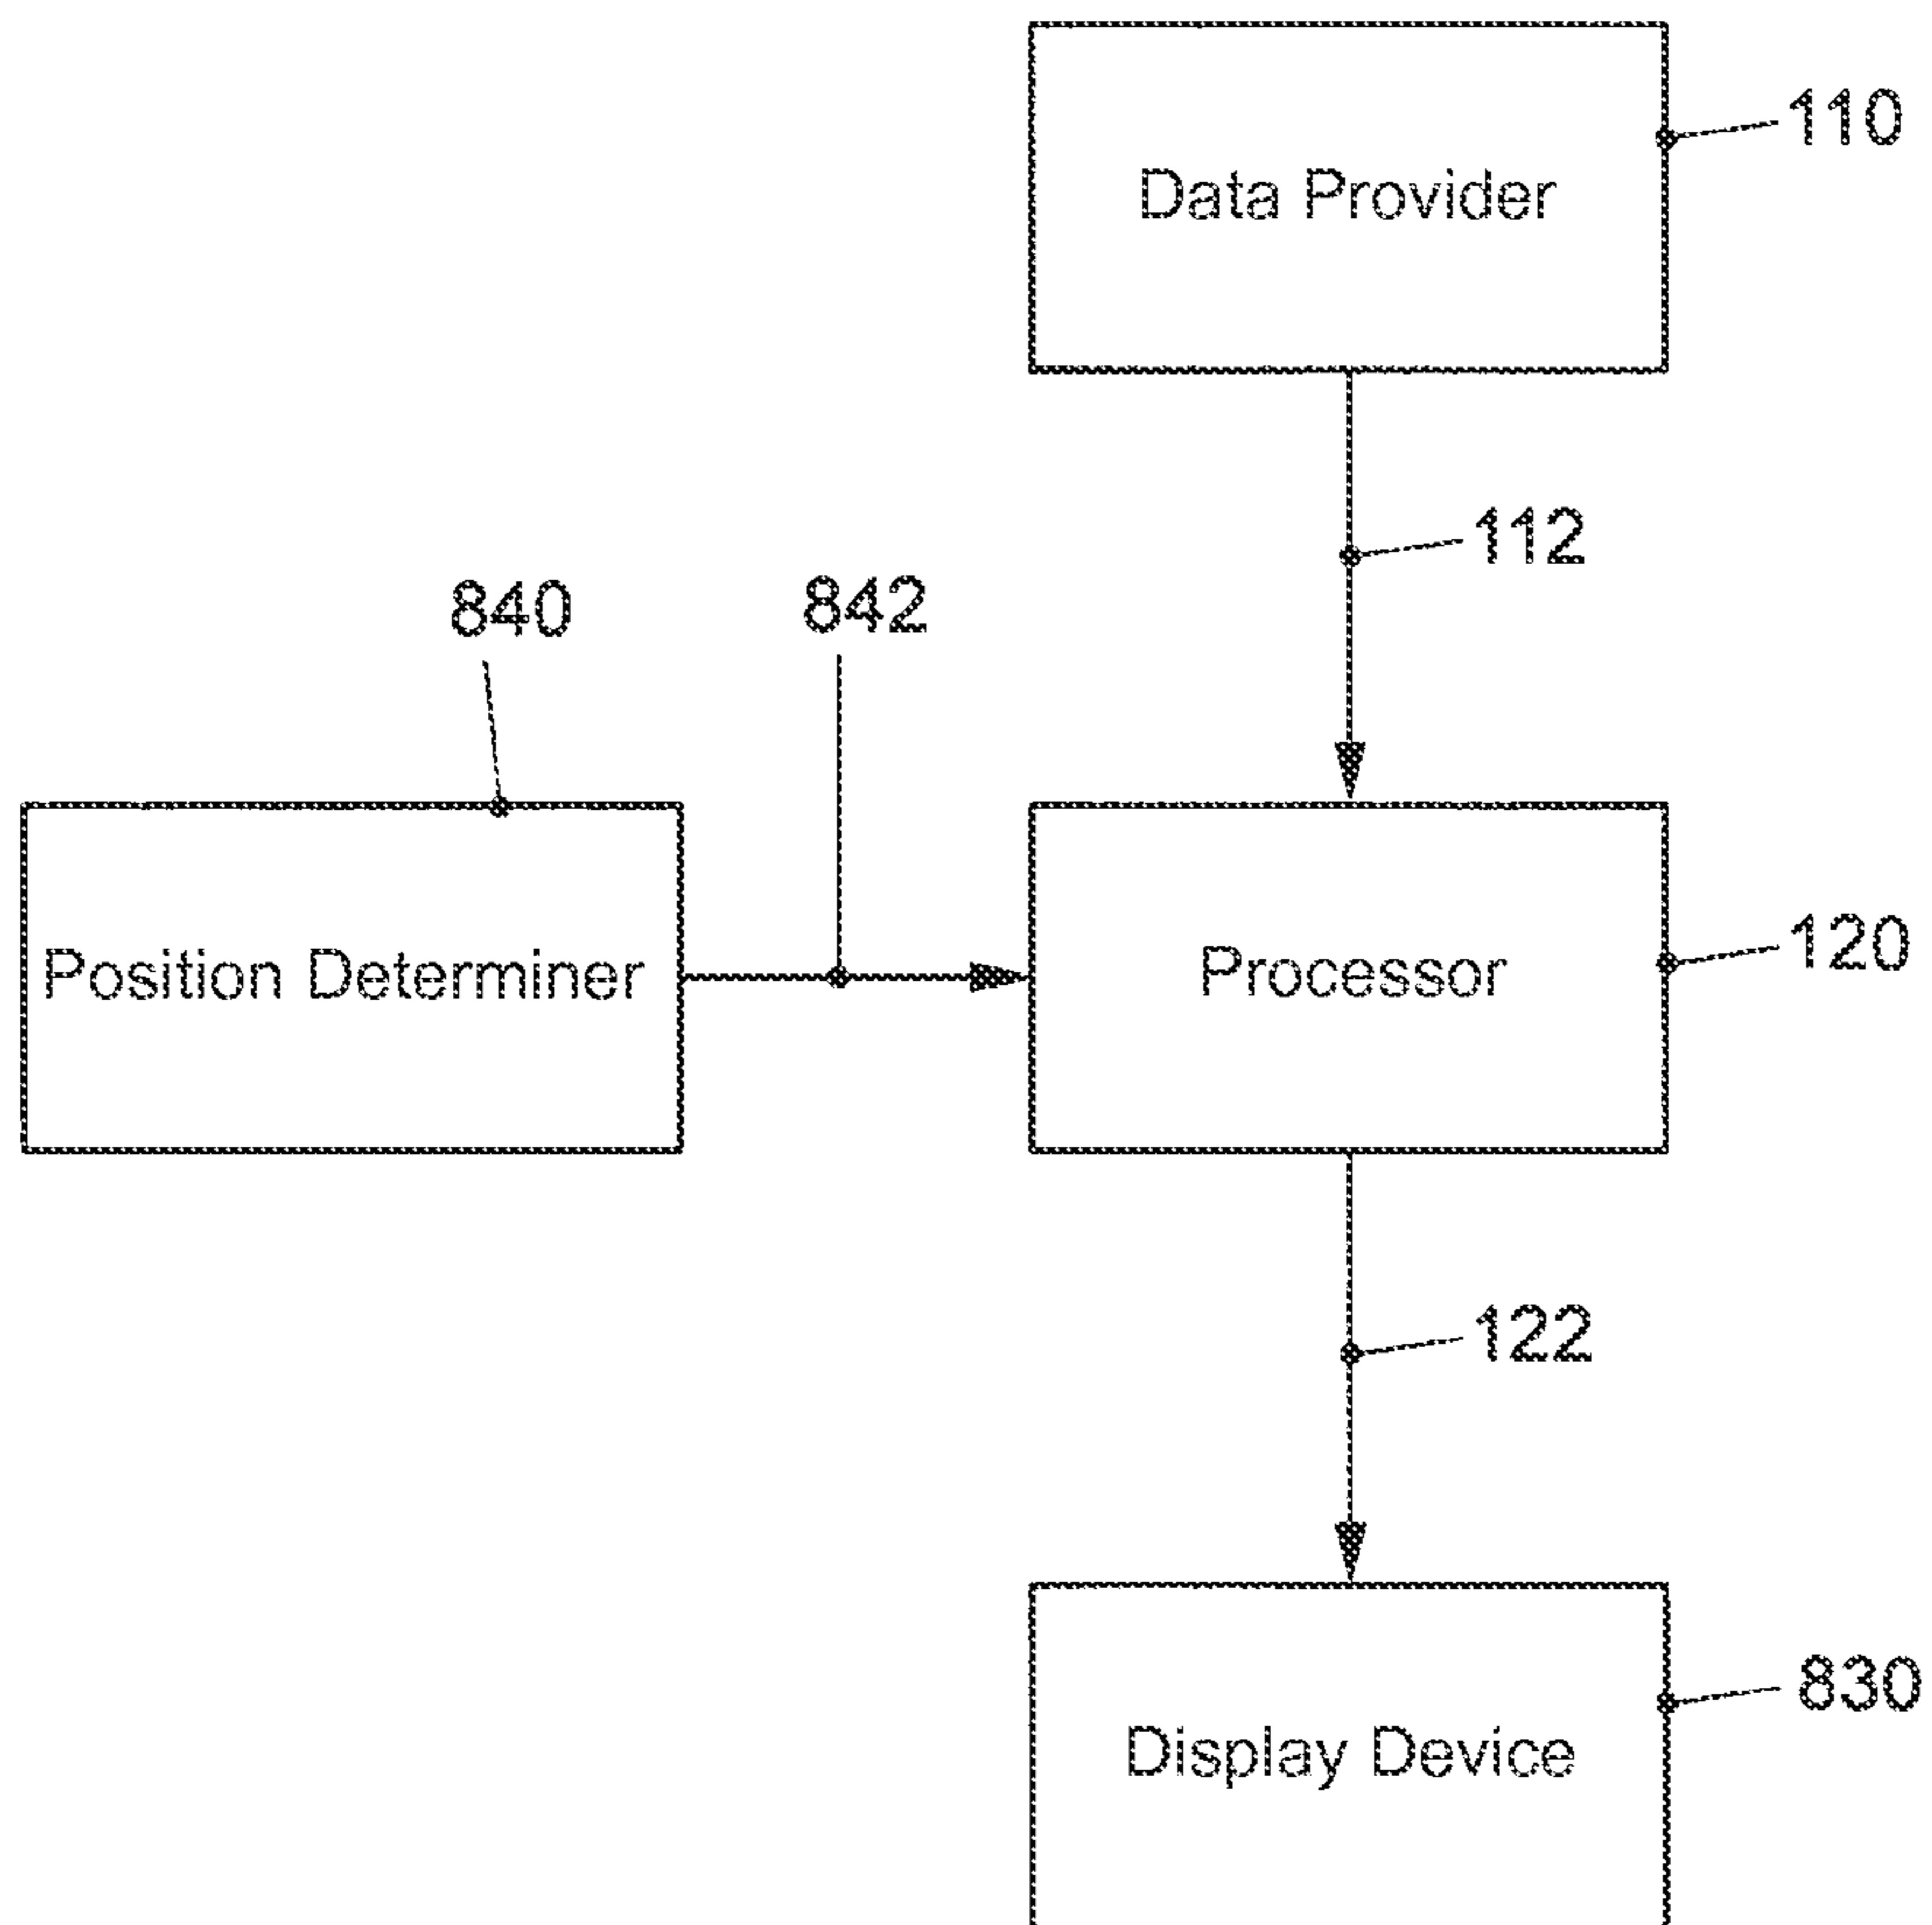 110
Data Provider
112
840
842
120
Position Determiner
Processor
122
830
Display Device